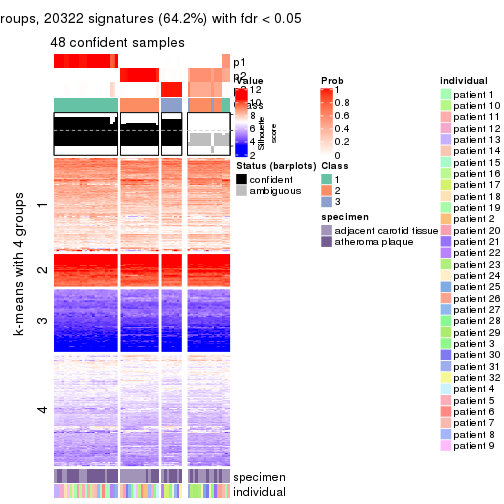 roups, 20322 signatures (64.2%) with fdr < 0.05
48 confident samples
p1
p2
p3
Class
Silhouette
score
Value
12
10
8
6
4
2
Prob
1
0.8
0.6
0.4
0.2
0
Status (barplots)
confident
ambiguous
Class
1
2
3
specimen
adjacent carotid tissue
atheroma plaque
individual
patient 1
patient 10
patient 11
patient 12
patient 13
patient 14
patient 15
patient 16
patient 17
patient 18
patient 19
patient 2
patient 20
patient 21
patient 22
patient 23
patient 24
patient 25
patient 26
patient 27
patient 28
patient 29
patient 3
patient 30
patient 31
patient 32
patient 4
patient 5
patient 6
patient 7
patient 8
patient 9
k-means with 4 groups
1
2
3
4
specimen
individual